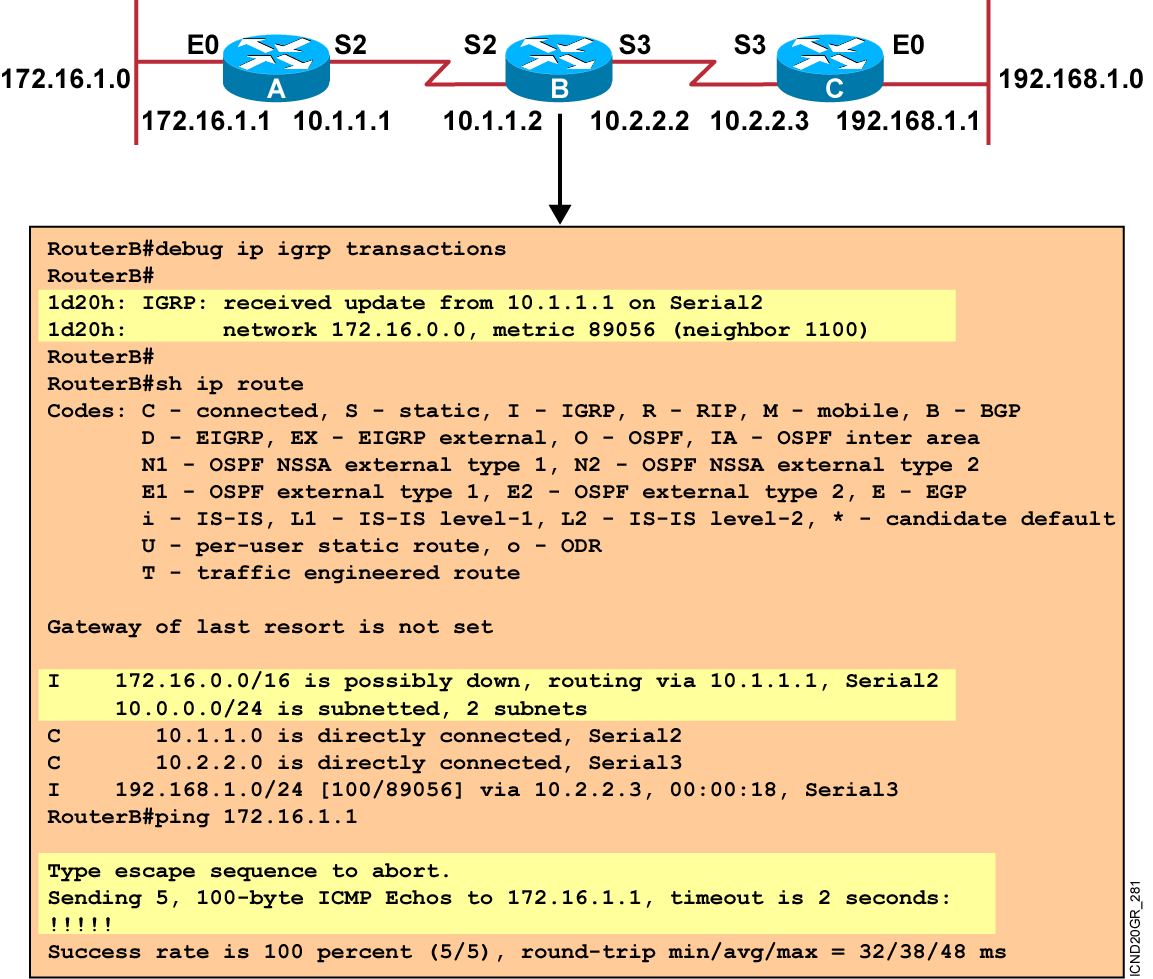 E0 S2 S2 S3 S3 E0
172.16.1.0 A B C 192.168.1.0
172.16.1.1 10.1.1.1 10.1.1.2 10.2.2.2 10.2.2.3 192.168.1.1
RouterB#debug ip igrp transactions
RouterB#
1d20h: IGRP: received update from 10.1.1.1 on Serial2
1d20h:       network 172.16.0.0, metric 89056 (neighbor 1100)
RouterB#
RouterB#sh ip route
Codes: C - connected, S - static, I - IGRP, R - RIP, M - mobile, B - BGP
       D - EIGRP, EX - EIGRP external, O - OSPF, IA - OSPF inter area
       N1 - OSPF NSSA external type 1, N2 - OSPF NSSA external type 2
       E1 - OSPF external type 1, E2 - OSPF external type 2, E - EGP
       i - IS-IS, L1 - IS-IS level-1, L2 - IS-IS level-2, * - candidate default
       U - per-user static route, o - ODR
       T - traffic engineered route
Gateway of last resort is not set
I    172.16.0.0/16 is possibly down, routing via 10.1.1.1, Serial2
     10.0.0.0/24 is subnetted, 2 subnets
C       10.1.1.0 is directly connected, Serial2
C       10.2.2.0 is directly connected, Serial3
I    192.168.1.0/24 [100/89056] via 10.2.2.3, 00:00:18, Serial3
RouterB#ping 172.16.1.1
Type escape sequence to abort.
Sending 5, 100-byte ICMP Echos to 172.16.1.1, timeout is 2 seconds:
!!!!!
Success rate is 100 percent (5/5), round-trip min/avg/max = 32/38/48 ms
ICND20GR_281